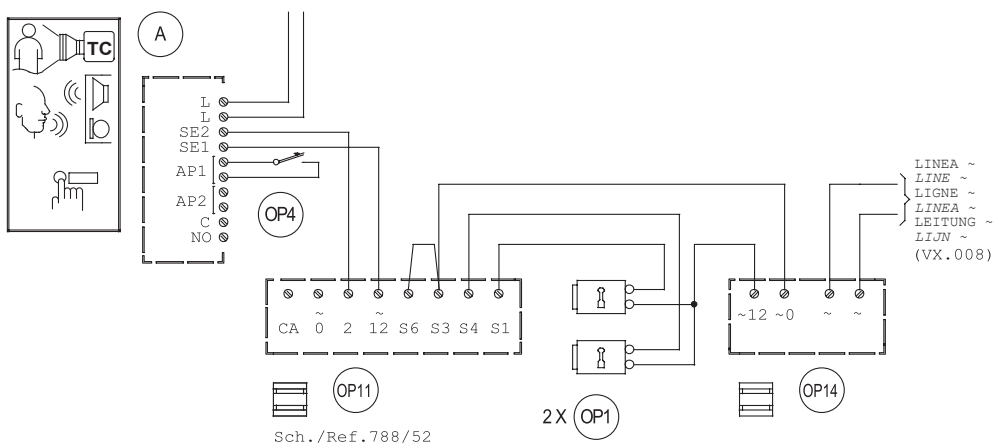 TC
A
L
L
SE2
SE1
AP1
AP2
C
NO
OP4
LINEA ~
LINE ~
LIGNE ~
LINEA ~
LEITUNG ~
LIJN ~
(VX.008)
~ ~
CA 0 2 12 S6 S3 S4 S1
~12 ~0 ~ ~
OP11
2 X OP1
OP14
Sch./Ref.788/52